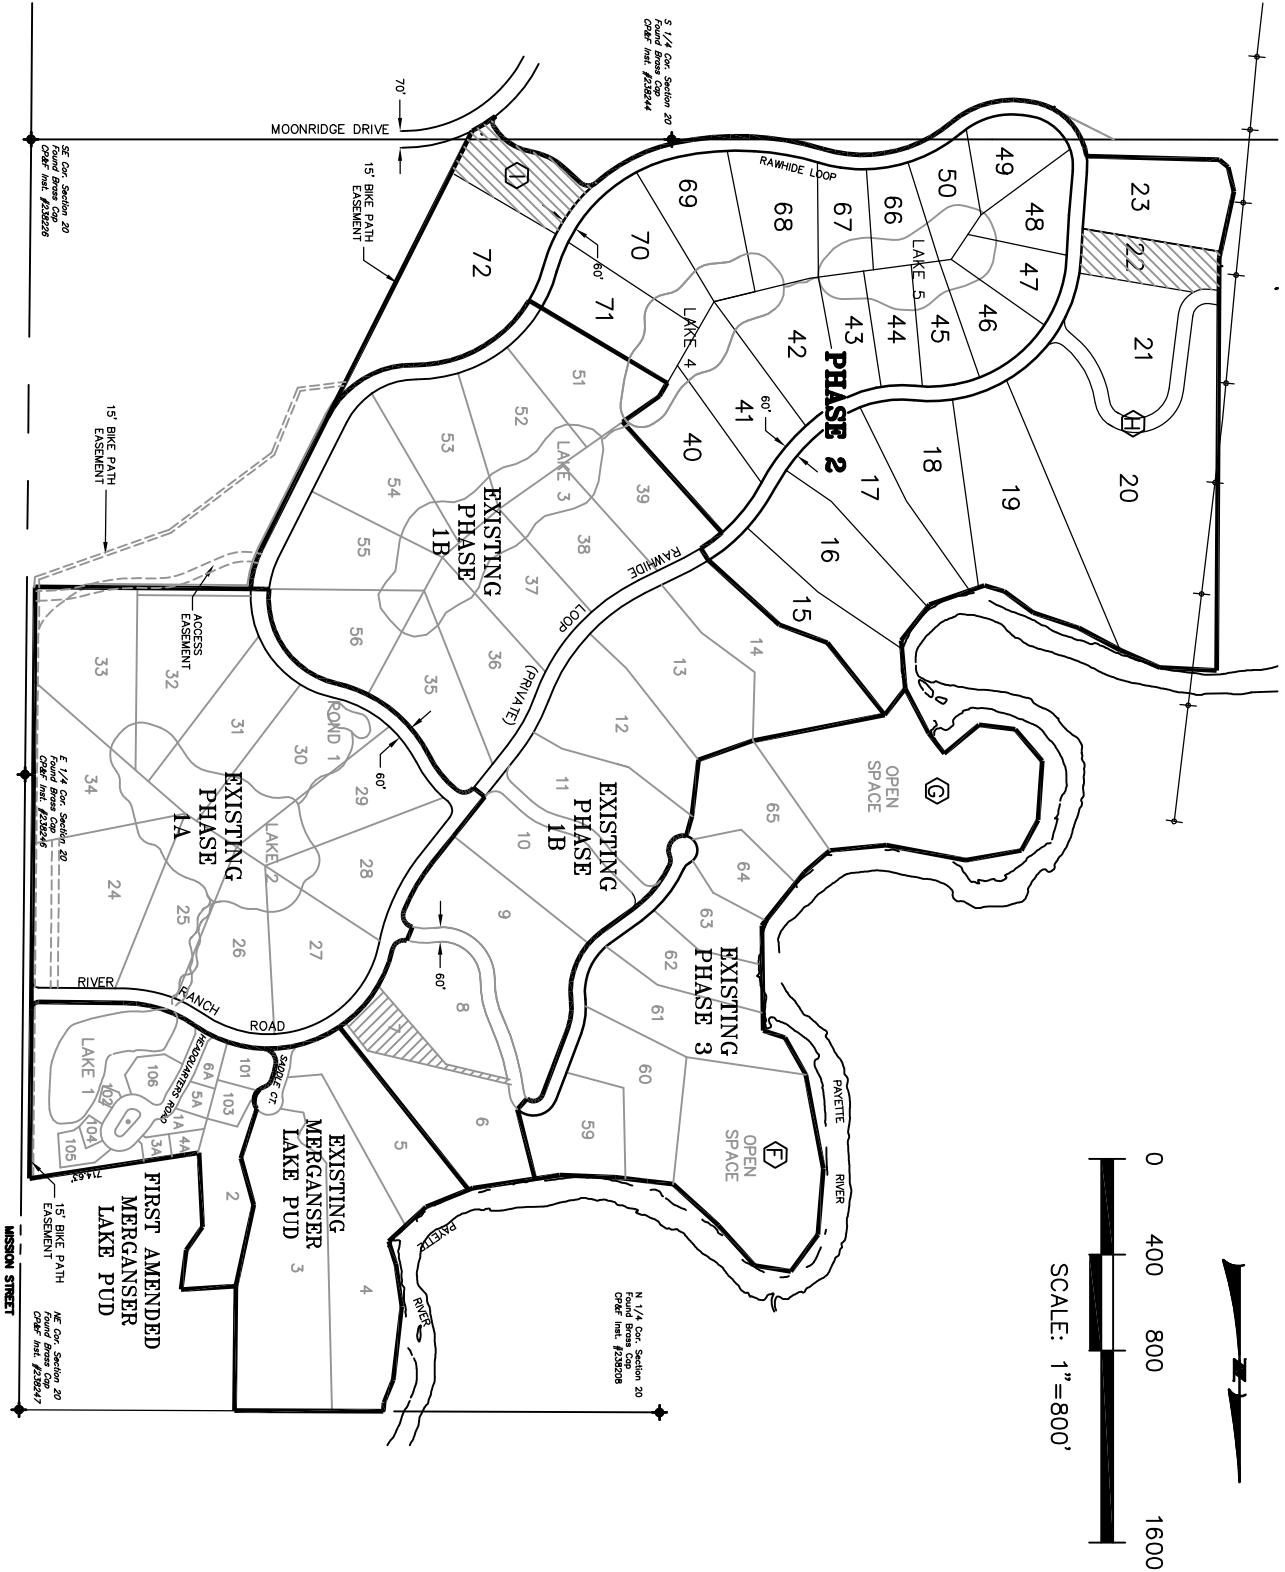 S 1/4 Cor. Section 20
Found Brass Cap
CP&F Inst. #238244
70'
MOONRIDGE DRIVE
SE Cor. Section 20
Found Brass Cap
CP&F Inst. #238226
15' BIKE PATH
EASEMENT
15' BIKE PATH
EASEMENT
ACCESS
EASEMENT
I
60'
RAWHIDE LOOP
23
22
21
H
20
19
18
17
16
15
49
48
50
47
46
45
44
43
42
41
40
66
67
68
69
70
71
72
LAKE 5
LAKE 4
PHASE 2
60'
51
52
53
54
55
56
LAKE 3
39
38
37
36
35
EXISTING
PHASE
1B
RAWHIDE
LOOP
(PRIVATE)
14
13
12
11
10
9
8
7
6
EXISTING
PHASE
1B
60'
60'
33
32
31
30
29
28
27
26
25
24
34
POND 1
LAKE 2
EXISTING
PHASE
1A
E 1/4 Cor. Section 20
Found Brass Cap
CP&F Inst. #238246
OPEN
SPACE
G
65
64
63
62
61
60
59
EXISTING
PHASE 3
OPEN
SPACE
F
PAYETTE
RIVER
RIVER
RANCH
ROAD
HEADQUARTERS ROAD
SADDLE CT.
LAKE 1
106
102
104
105
6A
5A
1A
4A
3A
101
103
714.63'
2
3
4
5
EXISTING
MERGANSER
LAKE PUD
FIRST AMENDED
MERGANSER
LAKE PUD
15' BIKE PATH
EASEMENT
MISSION STREET
NE Cor. Section 20
Found Brass Cap
CP&F Inst. #238247
PAYETTE
RIVER
N 1/4 Cor. Section 20
Found Brass Cap
CP&F Inst. #238208
0
400
800
1600
SCALE: 1"=800'
N